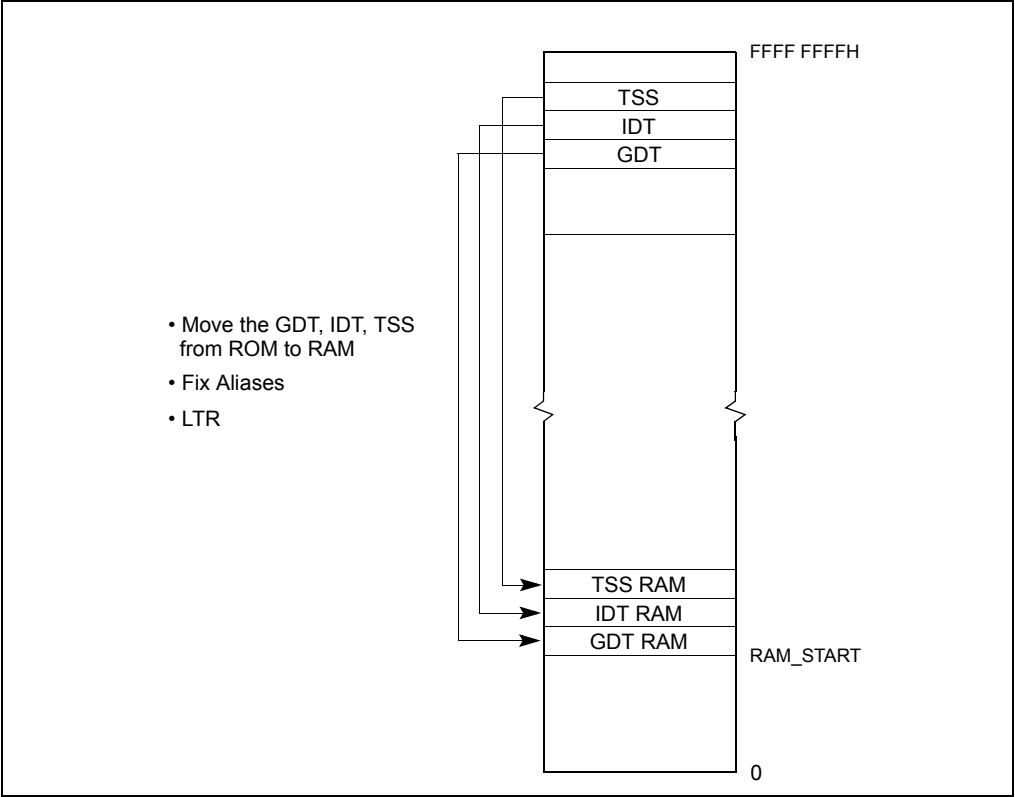 FFFF FFFFH
TSS
IDT
GDT
• Move the GDT, IDT, TSS
from ROM to RAM
• Fix Aliases
• LTR
TSS RAM
IDT RAM
GDT RAM
RAM_START
0